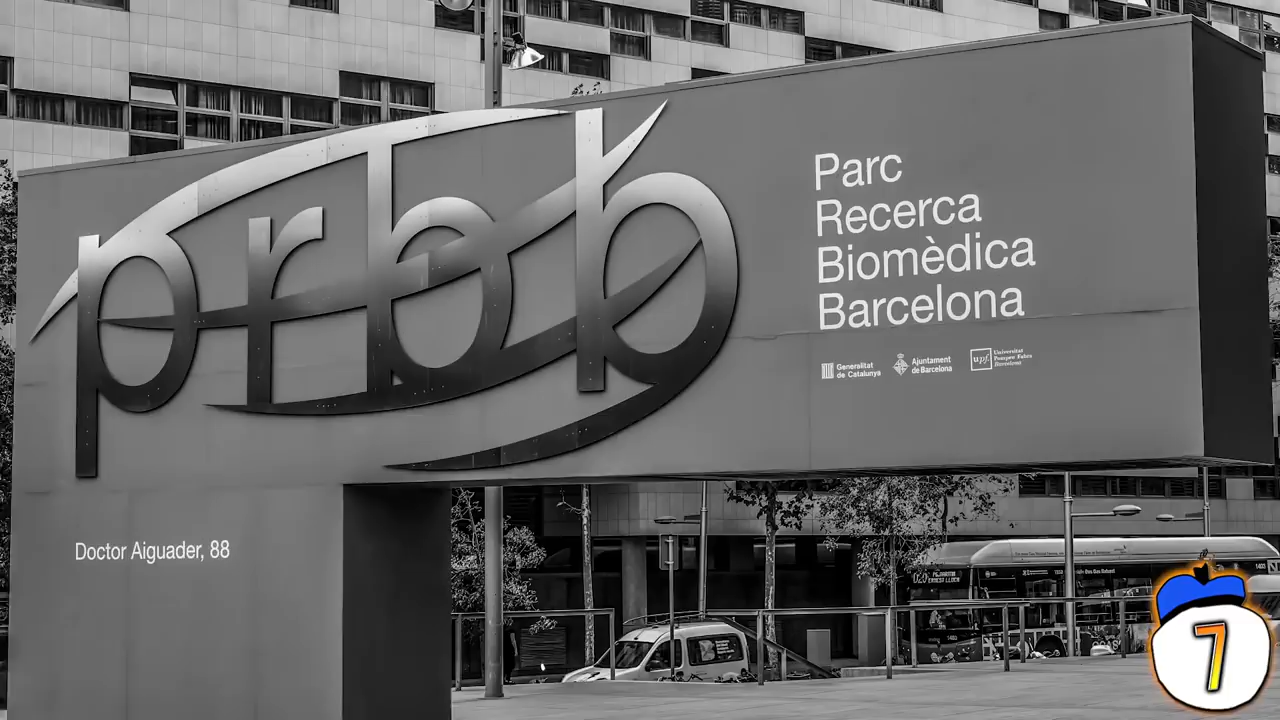 prbb
Parc
Recerca
Biomèdica
Barcelona
Generalitat
de Catalunya
Ajuntament
de Barcelona
upf.
Universitat
Pompeu Fabra
Barcelona
Doctor Aiguader, 88
7